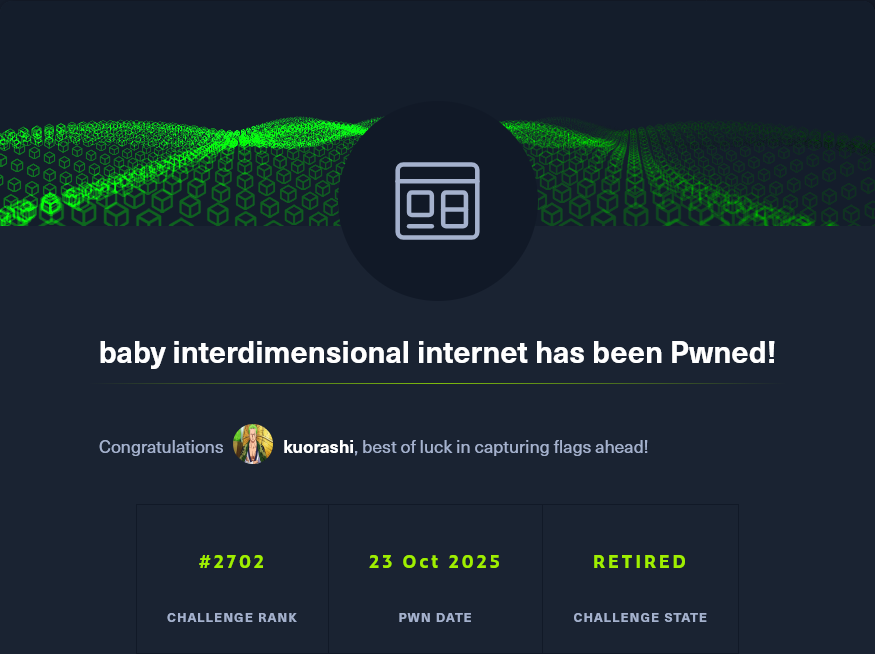 baby interdimensional internet has been Pwned!
Congratulations kuorashi, best of luck in capturing flags ahead!
#2702 23 Oct 2025 RETIRED
CHALLENGE RANK PWN DATE CHALLENGE STATE